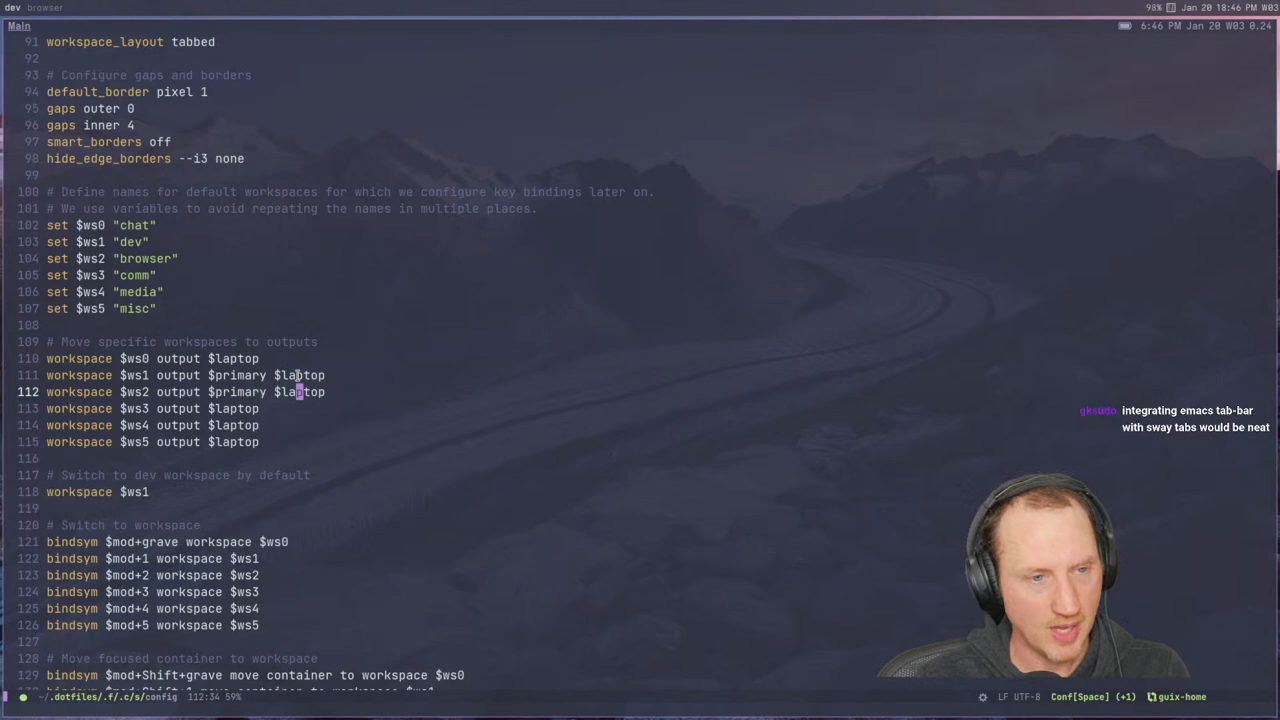 dev browser
98% Jan 20 18:46 PM W03
Main
6:46 PM Jan 20 W03 0.24
91 workspace_layout tabbed
92
93 # Configure gaps and borders
94 default_border pixel 1
95 gaps outer 0
96 gaps inner 4
97 smart_borders off
98 hide_edge_borders --i3 none
99
100 # Define names for default workspaces for which we configure key bindings later on.
101 # We use variables to avoid repeating the names in multiple places.
102 set $ws0 "chat"
103 set $ws1 "dev"
104 set $ws2 "browser"
105 set $ws3 "comm"
106 set $ws4 "media"
107 set $ws5 "misc"
108
109 # Move specific workspaces to outputs
110 workspace $ws0 output $laptop
111 workspace $ws1 output $primary $laptop
112 workspace $ws2 output $primary $laptop
113 workspace $ws3 output $laptop
114 workspace $ws4 output $laptop
115 workspace $ws5 output $laptop
116
117 # Switch to dev workspace by default
118 workspace $ws1
119
120 # Switch to workspace
121 bindsym $mod+grave workspace $ws0
122 bindsym $mod+1 workspace $ws1
123 bindsym $mod+2 workspace $ws2
124 bindsym $mod+3 workspace $ws3
125 bindsym $mod+4 workspace $ws4
126 bindsym $mod+5 workspace $ws5
127
128 # Move focused container to workspace
129 bindsym $mod+Shift+grave move container to workspace $ws0
gksudo integrating emacs tab-bar
with sway tabs would be neat
~/.dotfiles/.f/.c/s/config 112:34 59%
LF UTF-8 Conf[Space] (+1) guix-home